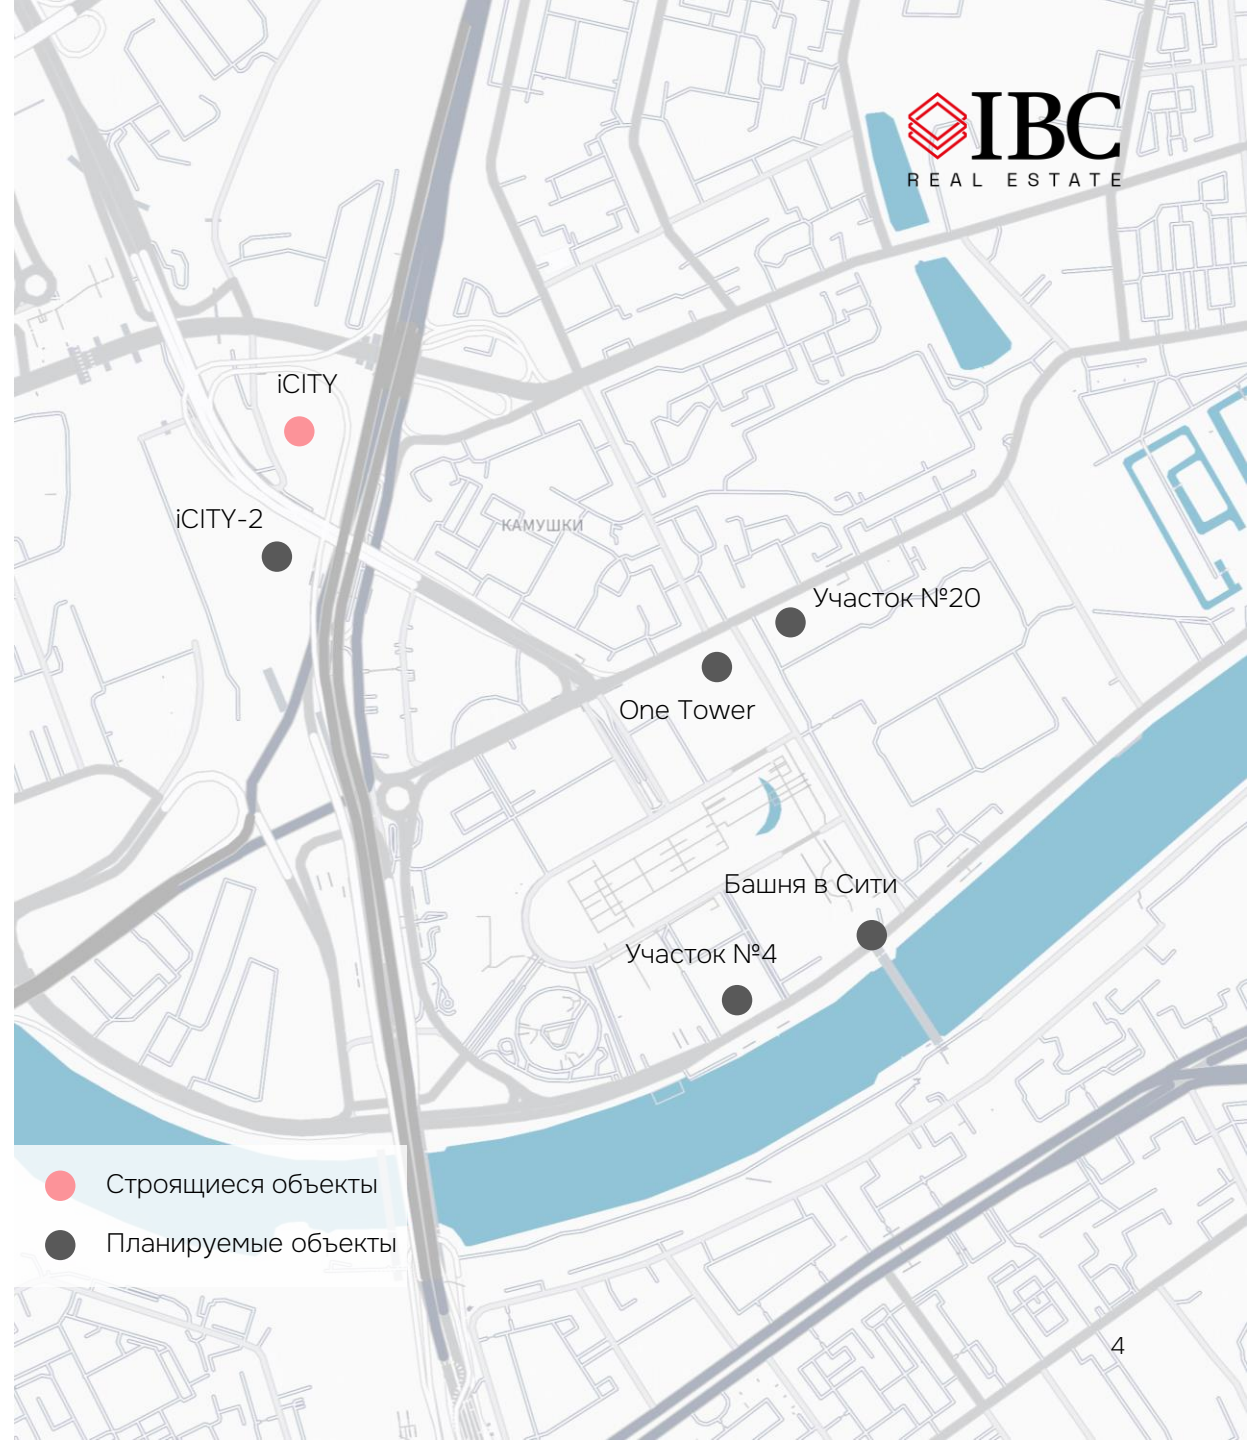 IBC
REAL ESTATE
iCITY
iCITY-2
КАМУШКИ
Участок №20
One Tower
Башня в Сити
Участок №4
Строящиеся объекты
Планируемые объекты
4